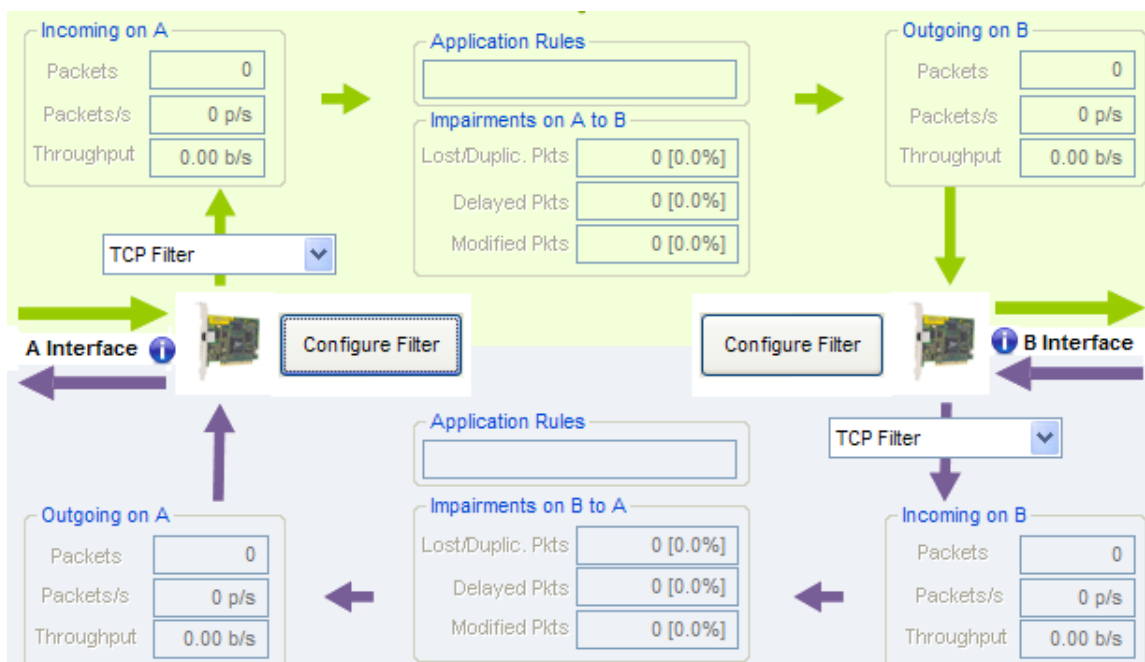 Incoming on A
Packets 0
Packets/s 0 p/s
Throughput 0.00 b/s
Application Rules
Impairments on A to B
Lost/Duplic. Pkts 0 [0.0%]
Delayed Pkts 0 [0.0%]
Modified Pkts 0 [0.0%]
Outgoing on B
Packets 0
Packets/s 0 p/s
Throughput 0.00 b/s
TCP Filter
A Interface
Configure Filter
Configure Filter
B Interface
TCP Filter
Outgoing on A
Packets 0
Packets/s 0 p/s
Throughput 0.00 b/s
Application Rules
Impairments on B to A
Lost/Duplic. Pkts 0 [0.0%]
Delayed Pkts 0 [0.0%]
Modified Pkts 0 [0.0%]
Incoming on B
Packets 0
Packets/s 0 p/s
Throughput 0.00 b/s